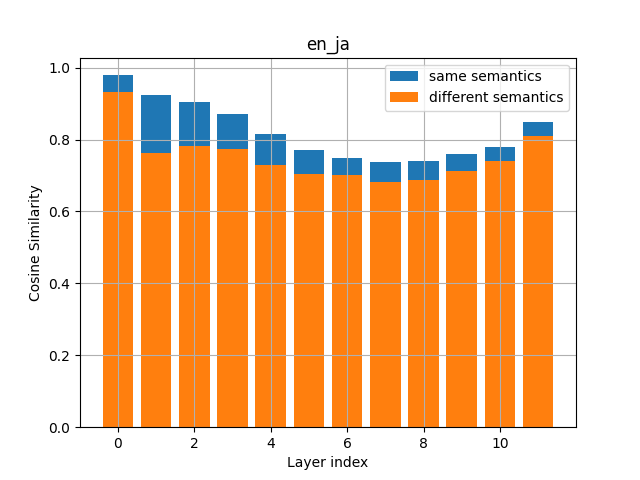 en_ja
same semantics
different semantics
1.0
0.8
0.6
0.4
0.2
0.0
Cosine Similarity
0 2 4 6 8 10
Layer index